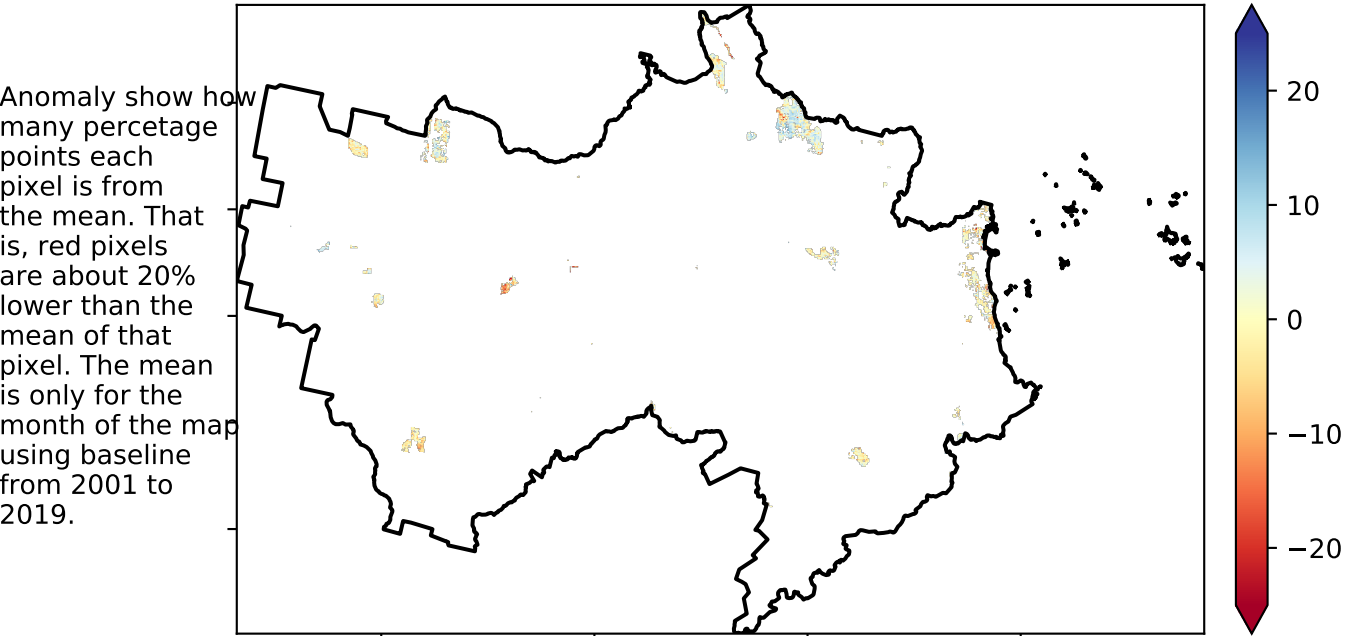 Anomaly show how
many percetage
points each
pixel is from
the mean. That
is, red pixels
are about 20%
lower than the
mean of that
pixel. The mean
is only for the
month of the map
using baseline
from 2001 to
2019.
20
10
0
−10
−20